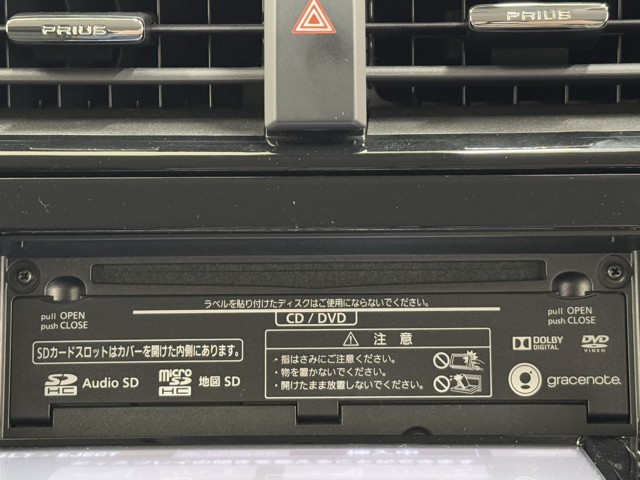 PRIUS
PRIUS
ラベルを貼り付けたディスクはご使用にならないでください。
pull OPEN
push CLOSE
CD / DVD
pull OPEN
push CLOSE
SDカードスロットはカバーを開けた内側にあります。
注 意
・指はさみにご注意ください。
・物を置かないでください。
・開けたまま放置しないでください。
DOLBY
DIGITAL
DVD
VIDEO
SD
HC
Audio SD
micro
SD
HC
地図 SD
gracenote.